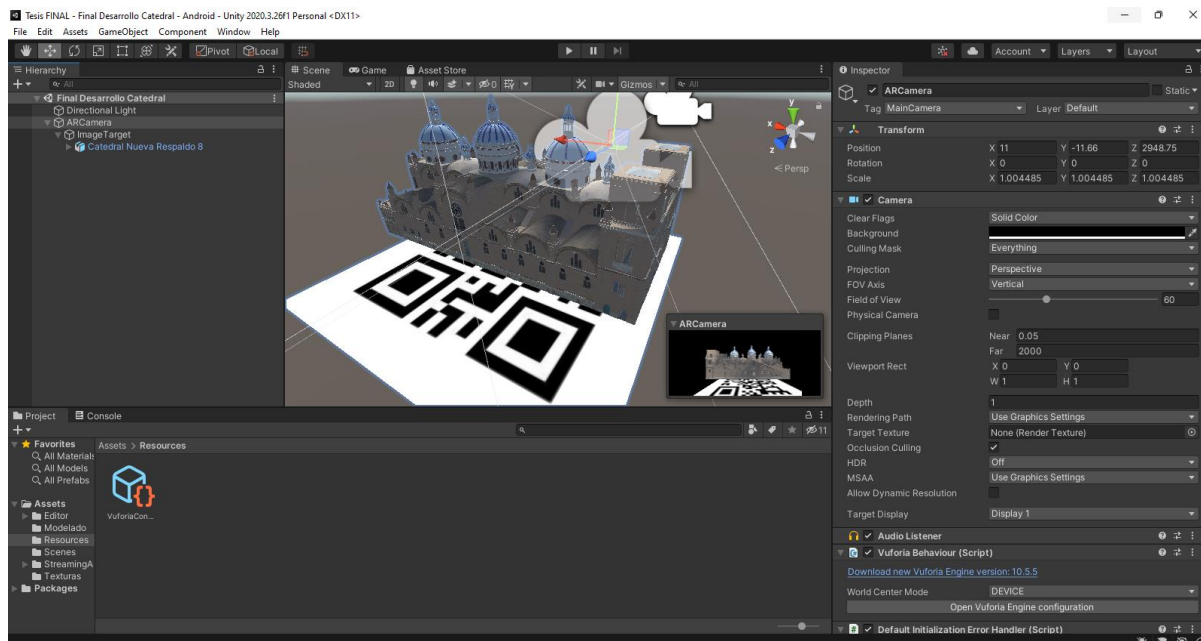 Tesis FINAL - Final Desarrollo Catedral - Android - Unity 2020.3.26f1 Personal <DX11>
File Edit Assets GameObject Component Window Help
Pivot Local
Account Layers Layout
Hierarchy
All
Final Desarrollo Catedral
Directional Light
ARCamera
ImageTarget
Catedral Nueva Respaldo 8
Scene Game Asset Store
Shaded 2D 0 Gizmos All
y
x
z
Persp
ARCamera
Project Console
11
Favorites
All Materials
All Models
All Prefabs
Assets
Editor
Modelado
Resources
Scenes
StreamingA
Texturas
Packages
Assets > Resources
VuforiaCon...
Inspector
ARCamera Static
Tag MainCamera Layer Default
Transform
Position X 11 Y -11.66 Z 2948.75
Rotation X 0 Y 0 Z 0
Scale X 1.004485 Y 1.004485 Z 1.004485
Camera
Clear Flags Solid Color
Background
Culling Mask Everything
Projection Perspective
FOV Axis Vertical
Field of View 60
Physical Camera
Clipping Planes Near 0.05
Far 2000
Viewport Rect X 0 Y 0
W 1 H 1
Depth 1
Rendering Path Use Graphics Settings
Target Texture None (Render Texture)
Occlusion Culling
HDR Off
MSAA Use Graphics Settings
Allow Dynamic Resolution
Target Display Display 1
Audio Listener
Vuforia Behaviour (Script)
Download new Vuforia Engine version: 10.5.5
World Center Mode DEVICE
Open Vuforia Engine configuration
Default Initialization Error Handler (Script)